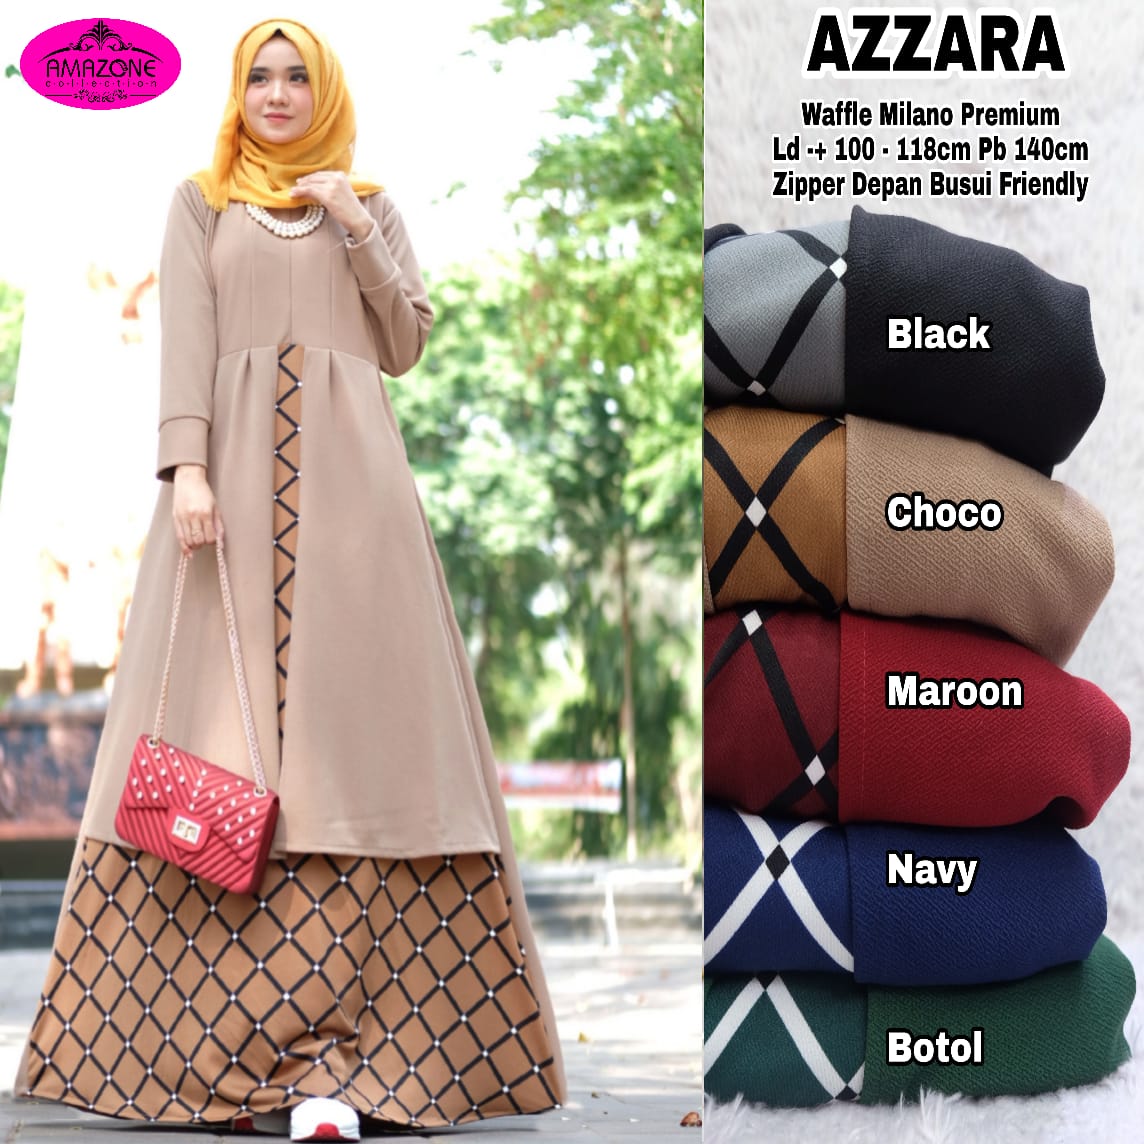 AMAZONE
collection
AZZARA
Waffle Milano Premium
Ld -+ 100 - 118cm Pb 140cm
Zipper Depan Busui Friendly
Black
Choco
Maroon
Navy
Botol